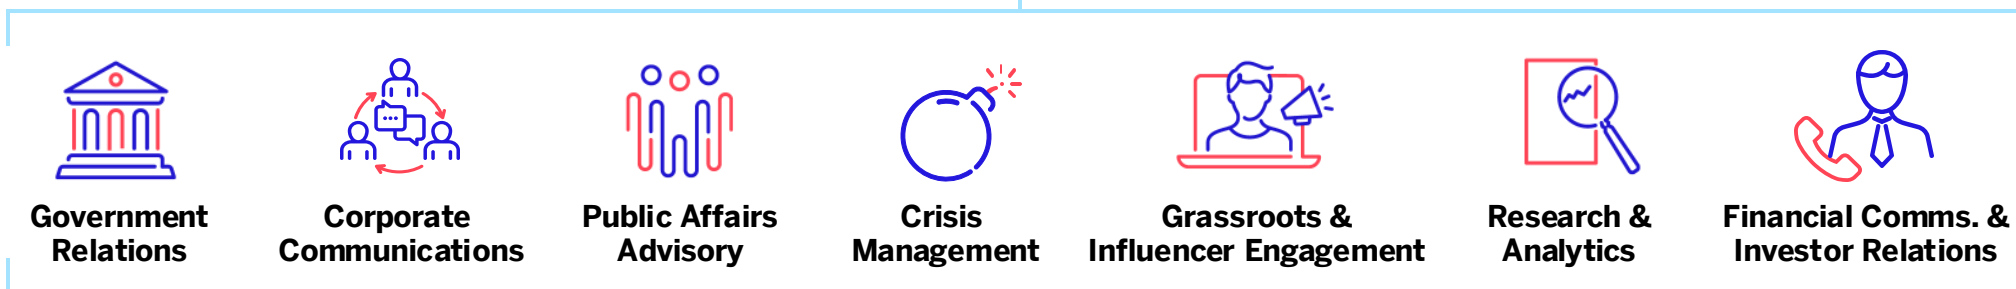 Government
Relations
Corporate
Communications
Public Affairs
Advisory
Crisis
Management
Grassroots &
Influencer Engagement
Research &
Analytics
Financial Comms. &
Investor Relations